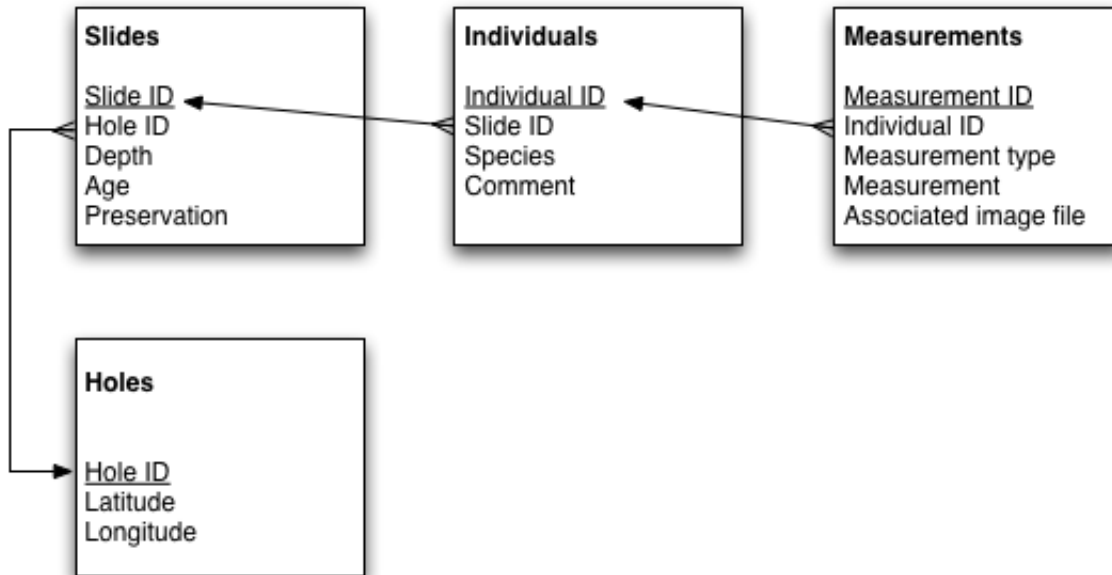 Slides
Slide ID
Hole ID
Depth
Age
Preservation
Individuals
Individual ID
Slide ID
Species
Comment
Measurements
Measurement ID
Individual ID
Measurement type
Measurement
Associated image file
Holes
Hole ID
Latitude
Longitude